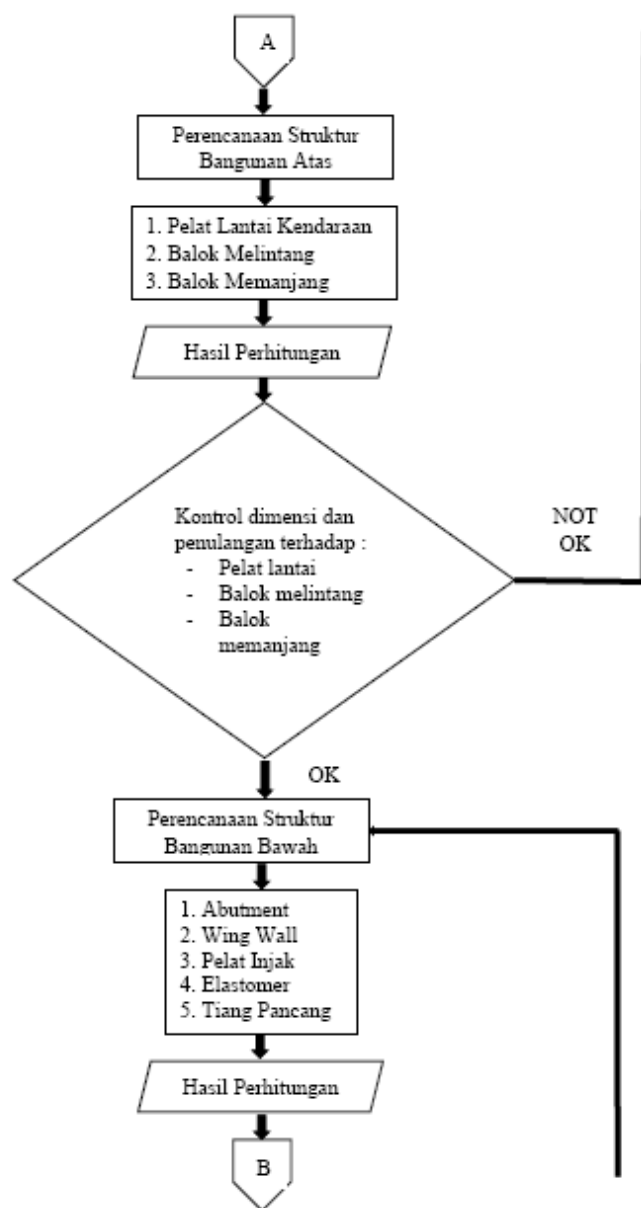 A
Perencanaan Struktur
Bangunan Atas
1. Pelat Lantai Kendaraan
2. Balok Melintang
3. Balok Memanjang
Hasil Perhitungan
Kontrol dimensi dan
penulangan terhadap :
- Pelat lantai
- Balok melintang
- Balok
memanjang
NOT
OK
OK
Perencanaan Struktur
Bangunan Bawah
1. Abutment
2. Wing Wall
3. Pelat Injak
4. Elastomer
5. Tiang Pancang
Hasil Perhitungan
B